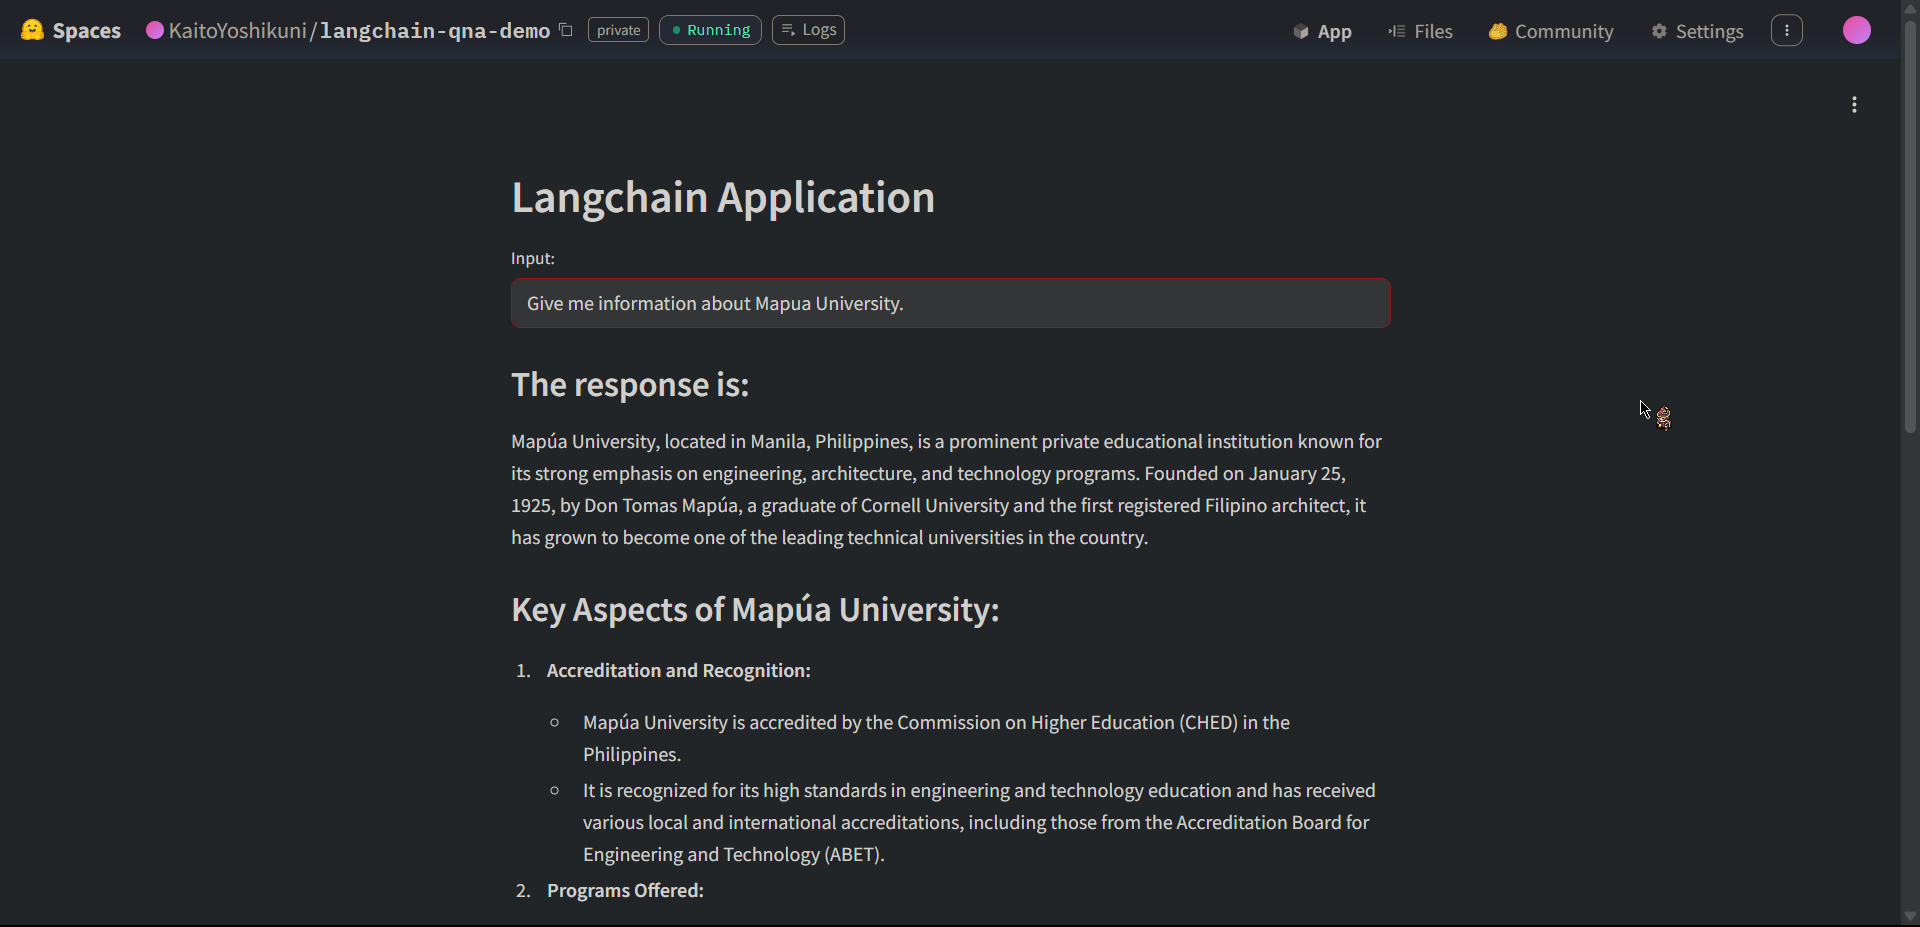 Spaces
KaitoYoshikuni/langchain-qna-demo
private
Running
Logs
App
Files
Community
Settings
Langchain Application
Input:
Give me information about Mapua University.
The response is:
Mapúa University, located in Manila, Philippines, is a prominent private educational institution known for
its strong emphasis on engineering, architecture, and technology programs. Founded on January 25,
1925, by Don Tomas Mapúa, a graduate of Cornell University and the first registered Filipino architect, it
has grown to become one of the leading technical universities in the country.
Key Aspects of Mapúa University:
1. Accreditation and Recognition:
Mapúa University is accredited by the Commission on Higher Education (CHED) in the
Philippines.
It is recognized for its high standards in engineering and technology education and has received
various local and international accreditations, including those from the Accreditation Board for
Engineering and Technology (ABET).
2. Programs Offered: